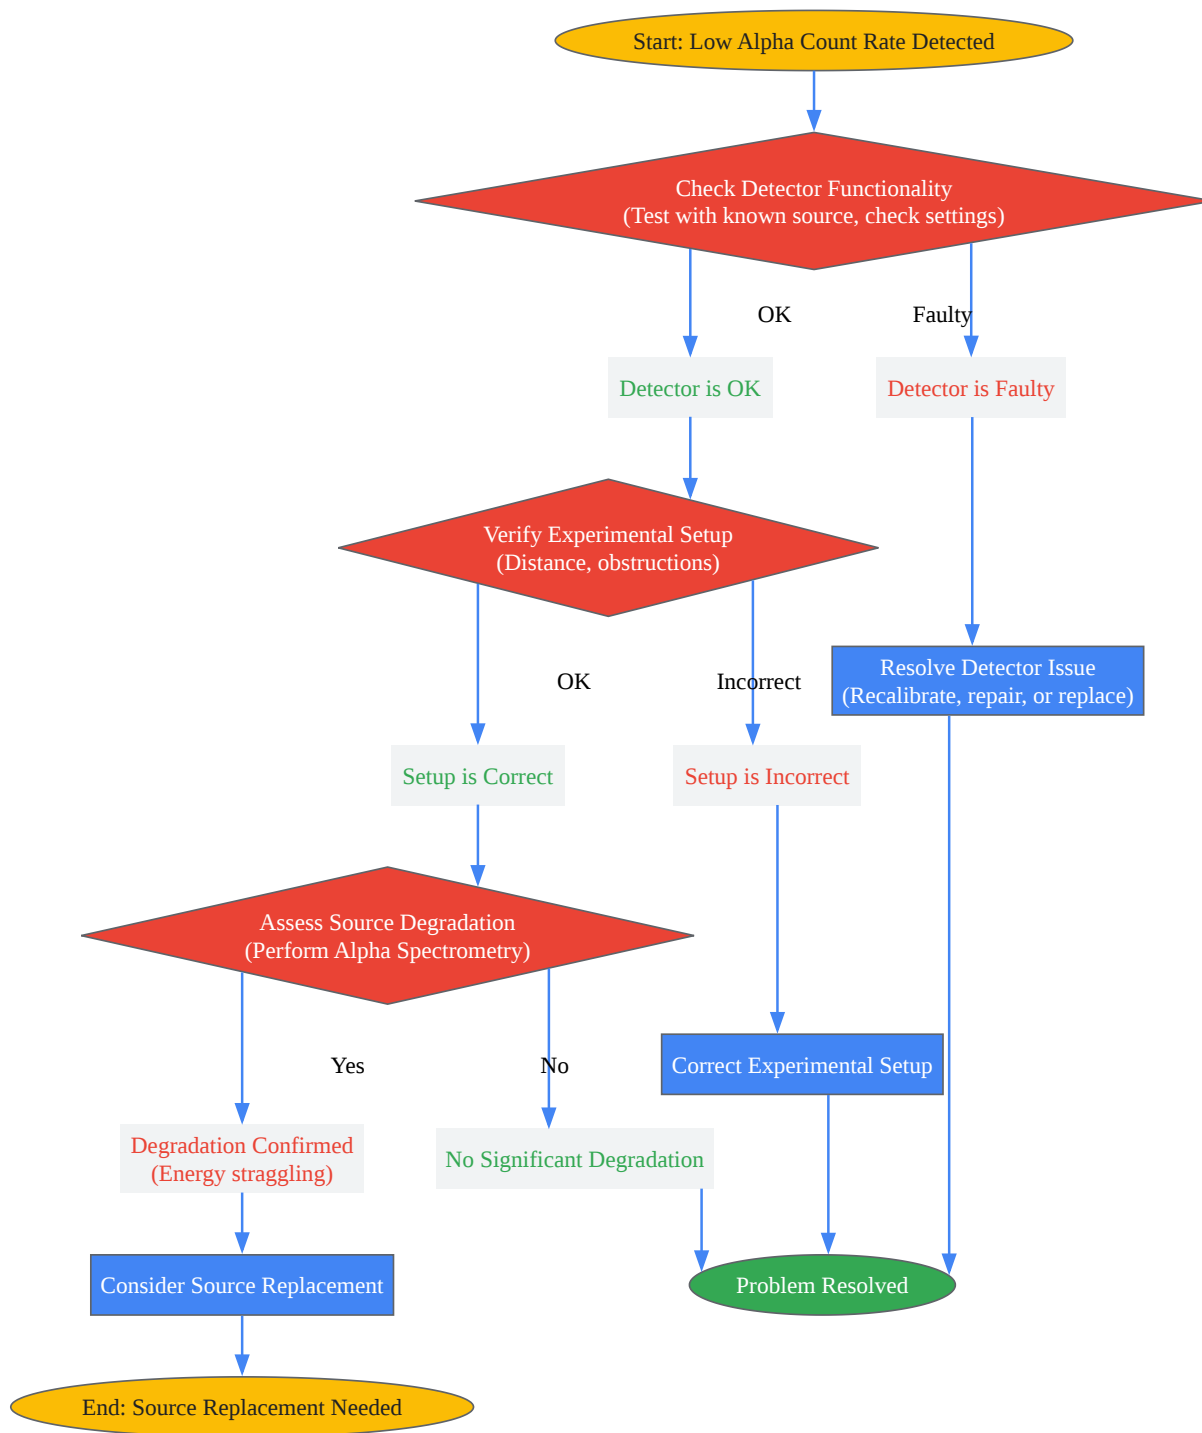 Start: Low Alpha Count Rate Detected
Check Detector Functionality
(Test with known source, check settings)
OK
Faulty
Detector is OK
Detector is Faulty
Verify Experimental Setup
(Distance, obstructions)
Resolve Detector Issue
(Recalibrate, repair, or replace)
OK
Incorrect
Setup is Correct
Setup is Incorrect
Assess Source Degradation
(Perform Alpha Spectrometry)
Yes
No
Correct Experimental Setup
Degradation Confirmed
(Energy straggling)
No Significant Degradation
Consider Source Replacement
Problem Resolved
End: Source Replacement Needed